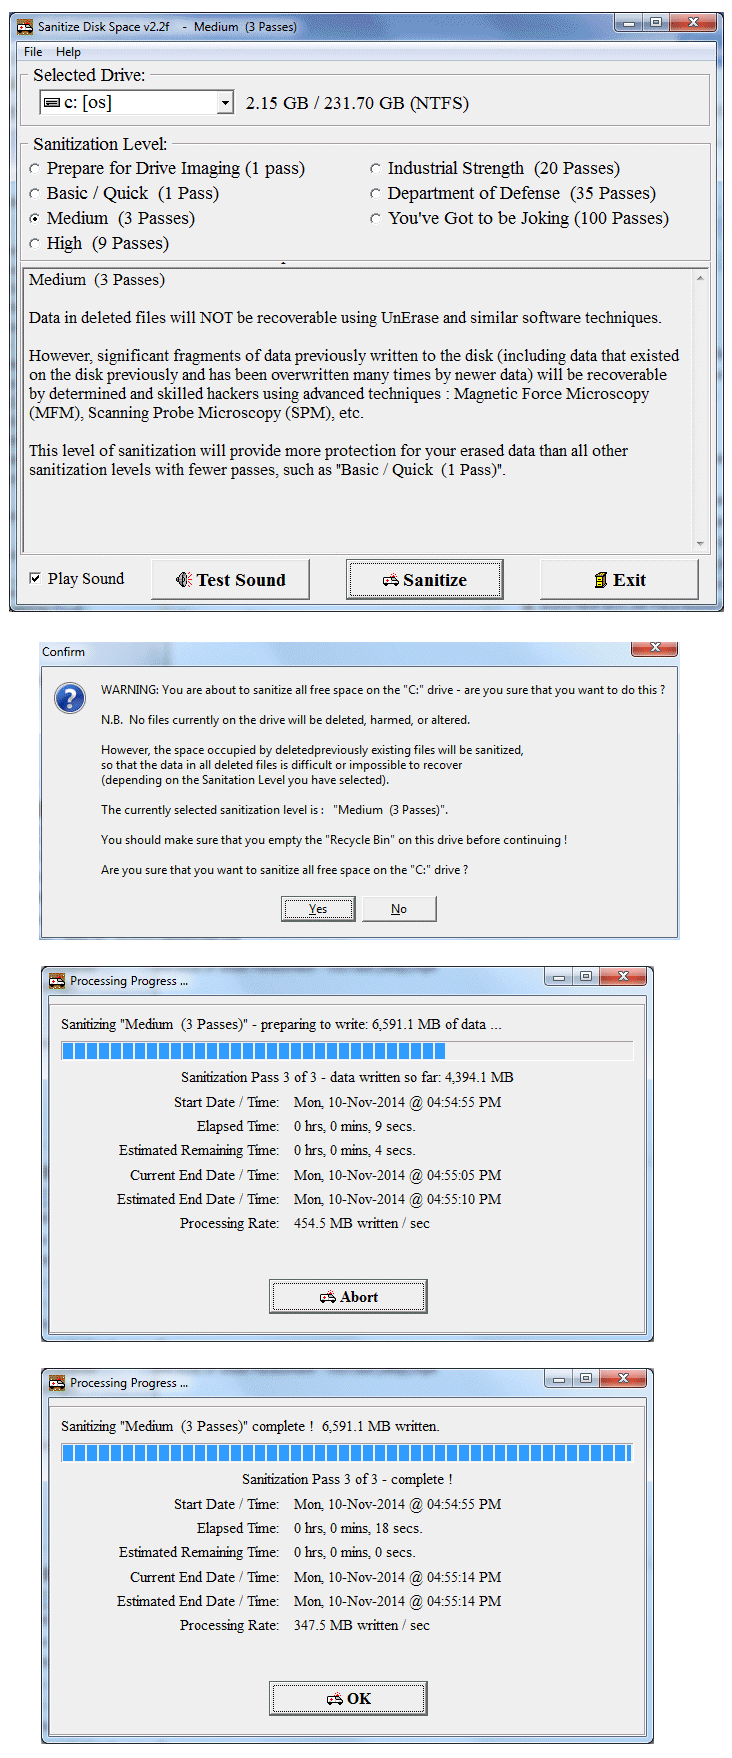 Sanitize Disk Space v2.2f - Medium (3 Passes)
File Help
Selected Drive:
c: [os] 2.15 GB / 231.70 GB (NTFS)
Sanitization Level:
Prepare for Drive Imaging (1 pass) Industrial Strength (20 Passes)
Basic / Quick (1 Pass) Department of Defense (35 Passes)
Medium (3 Passes) You've Got to be Joking (100 Passes)
High (9 Passes)
Medium (3 Passes)
Data in deleted files will NOT be recoverable using UnErase and similar software techniques.
However, significant fragments of data previously written to the disk (including data that existed
on the disk previously and has been overwritten many times by newer data) will be recoverable
by determined and skilled hackers using advanced techniques : Magnetic Force Microscopy
(MFM), Scanning Probe Microscopy (SPM), etc.
This level of sanitization will provide more protection for your erased data than all other
sanitization levels with fewer passes, such as "Basic / Quick (1 Pass)".
Play Sound Test Sound Sanitize Exit
Confirm
WARNING: You are about to sanitize all free space on the "C:" drive - are you sure that you want to do this ?
N.B. No files currently on the drive will be deleted, harmed, or altered.
However, the space occupied by deletedpreviously existing files will be sanitized,
so that the data in all deleted files is difficult or impossible to recover
(depending on the Sanitation Level you have selected).
The currently selected sanitization level is : "Medium (3 Passes)".
You should make sure that you empty the "Recycle Bin" on this drive before continuing !
Are you sure that you want to sanitize all free space on the "C:" drive ?
Yes No
Processing Progress ...
Sanitizing "Medium (3 Passes)" - preparing to write: 6,591.1 MB of data ...
Sanitization Pass 3 of 3 - data written so far: 4,394.1 MB
Start Date / Time: Mon, 10-Nov-2014 @ 04:54:55 PM
Elapsed Time: 0 hrs, 0 mins, 9 secs.
Estimated Remaining Time: 0 hrs, 0 mins, 4 secs.
Current End Date / Time: Mon, 10-Nov-2014 @ 04:55:05 PM
Estimated End Date / Time: Mon, 10-Nov-2014 @ 04:55:10 PM
Processing Rate: 454.5 MB written / sec
Abort
Processing Progress ...
Sanitizing "Medium (3 Passes)" complete ! 6,591.1 MB written.
Sanitization Pass 3 of 3 - complete !
Start Date / Time: Mon, 10-Nov-2014 @ 04:54:55 PM
Elapsed Time: 0 hrs, 0 mins, 18 secs.
Estimated Remaining Time: 0 hrs, 0 mins, 0 secs.
Current End Date / Time: Mon, 10-Nov-2014 @ 04:55:14 PM
Estimated End Date / Time: Mon, 10-Nov-2014 @ 04:55:14 PM
Processing Rate: 347.5 MB written / sec
OK